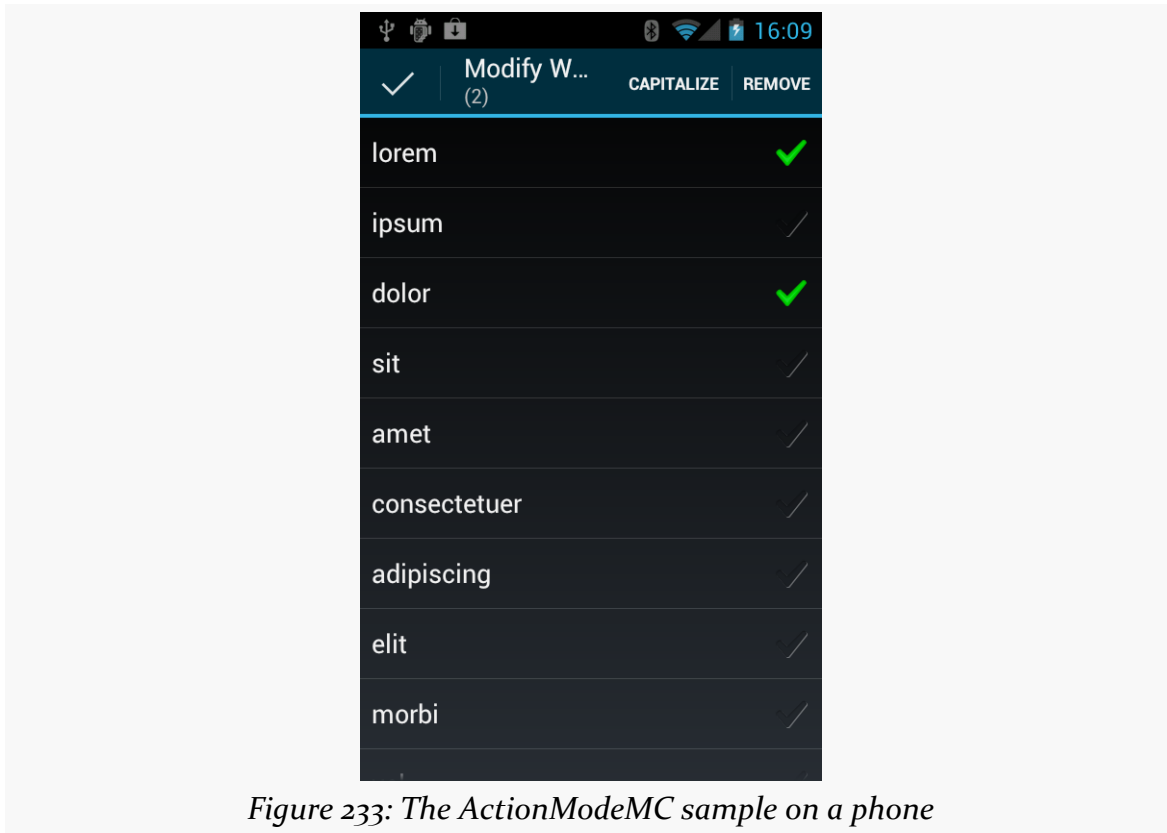 16:09
Modify W...
(2)
CAPITALIZE REMOVE
lorem
ipsum
dolor
sit
amet
consectetuer
adipiscing
elit
morbi
Figure 233: The ActionModeMC sample on a phone